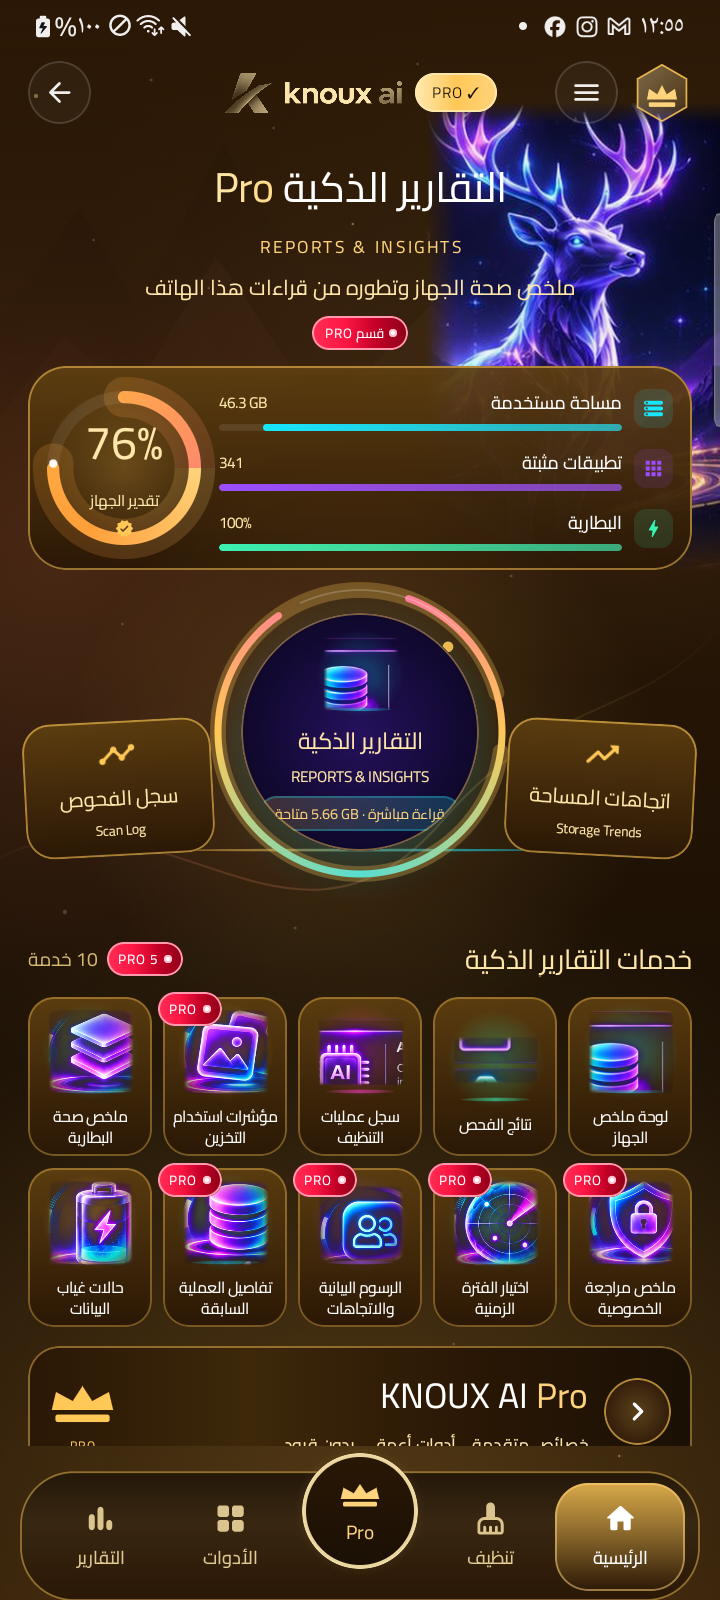 ١٢:٥٥
%١٠٠
knoux ai
PRO ✓
التقارير الذكية Pro
REPORTS & INSIGHTS
ملخص صحة الجهاز وتطوره من قراءات هذا الهاتف
قسم PRO
مساحة مستخدمة
46.3 GB
تطبيقات مثبتة
341
البطارية
100%
76%
تقدير الجهاز
التقارير الذكية
REPORTS & INSIGHTS
قراءة مباشرة · 5.66 GB متاحة
اتجاهات المساحة
Storage Trends
سجل الفحوص
Scan Log
خدمات التقارير الذكية
PRO 5
10 خدمة
لوحة ملخص
الجهاز
نتائج الفحص
AI
سجل عمليات
التنظيف
PRO
مؤشرات استخدام
التخزين
ملخص صحة
البطارية
PRO
ملخص مراجعة
الخصوصية
PRO
اختيار الفترة
الزمنية
PRO
الرسوم البيانية
والاتجاهات
PRO
تفاصيل العملية
السابقة
حالات غياب
البيانات
KNOUX AI Pro
الرئيسية
تنظيف
Pro
الأدوات
التقارير